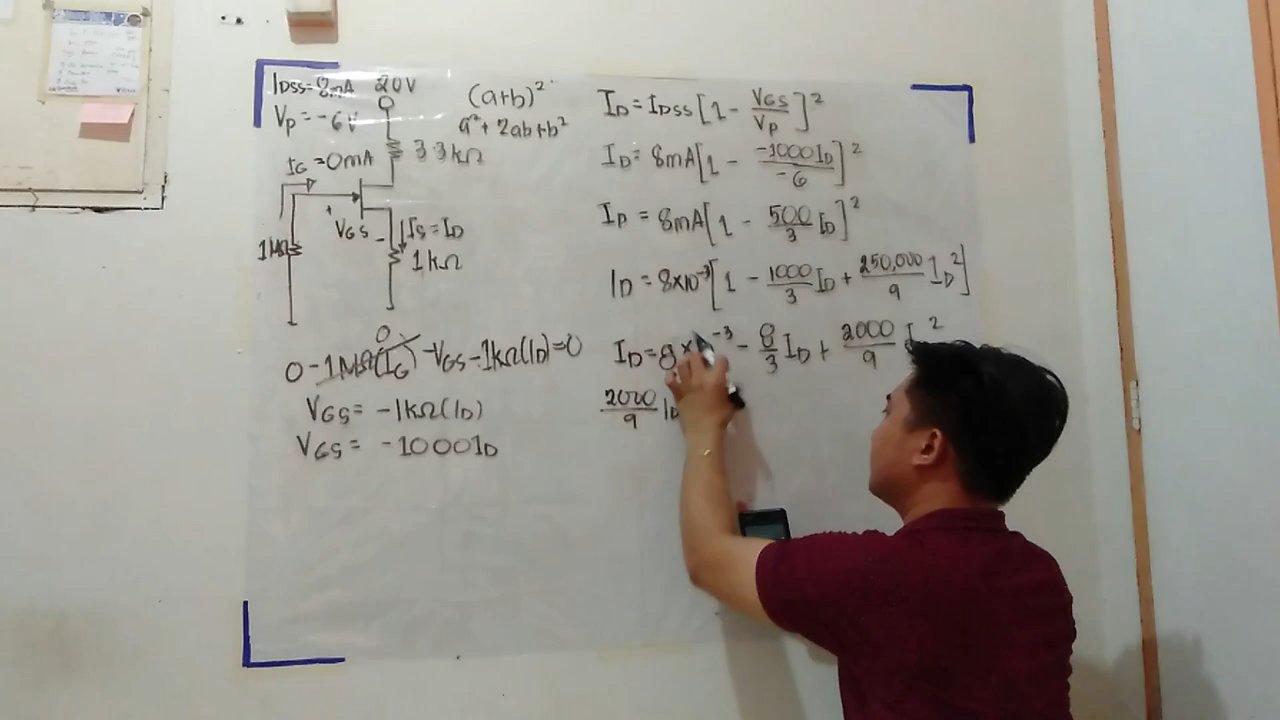 IDSS=8mA 20V
VP=-6V
(a+b)²
a²+2ab+b²
3.3kΩ
IG=0mA
+ VGS -
IS=ID
1MΩ
1kΩ
0
0-1MΩ(IG)-VGS-1kΩ(ID)=0
VGS= -1kΩ(ID)
VGS= -1000ID
ID=IDSS[1- VGS/VP]²
ID=8mA[1- -1000ID/-6]²
ID=8mA[1- 500/3 ID]²
ID=8x10⁻³[1- 1000/3 ID+ 250,000/9 ID²]
ID=8x ⁻³- 8/3 ID+ 2000/9 I ²
2000/9 ID